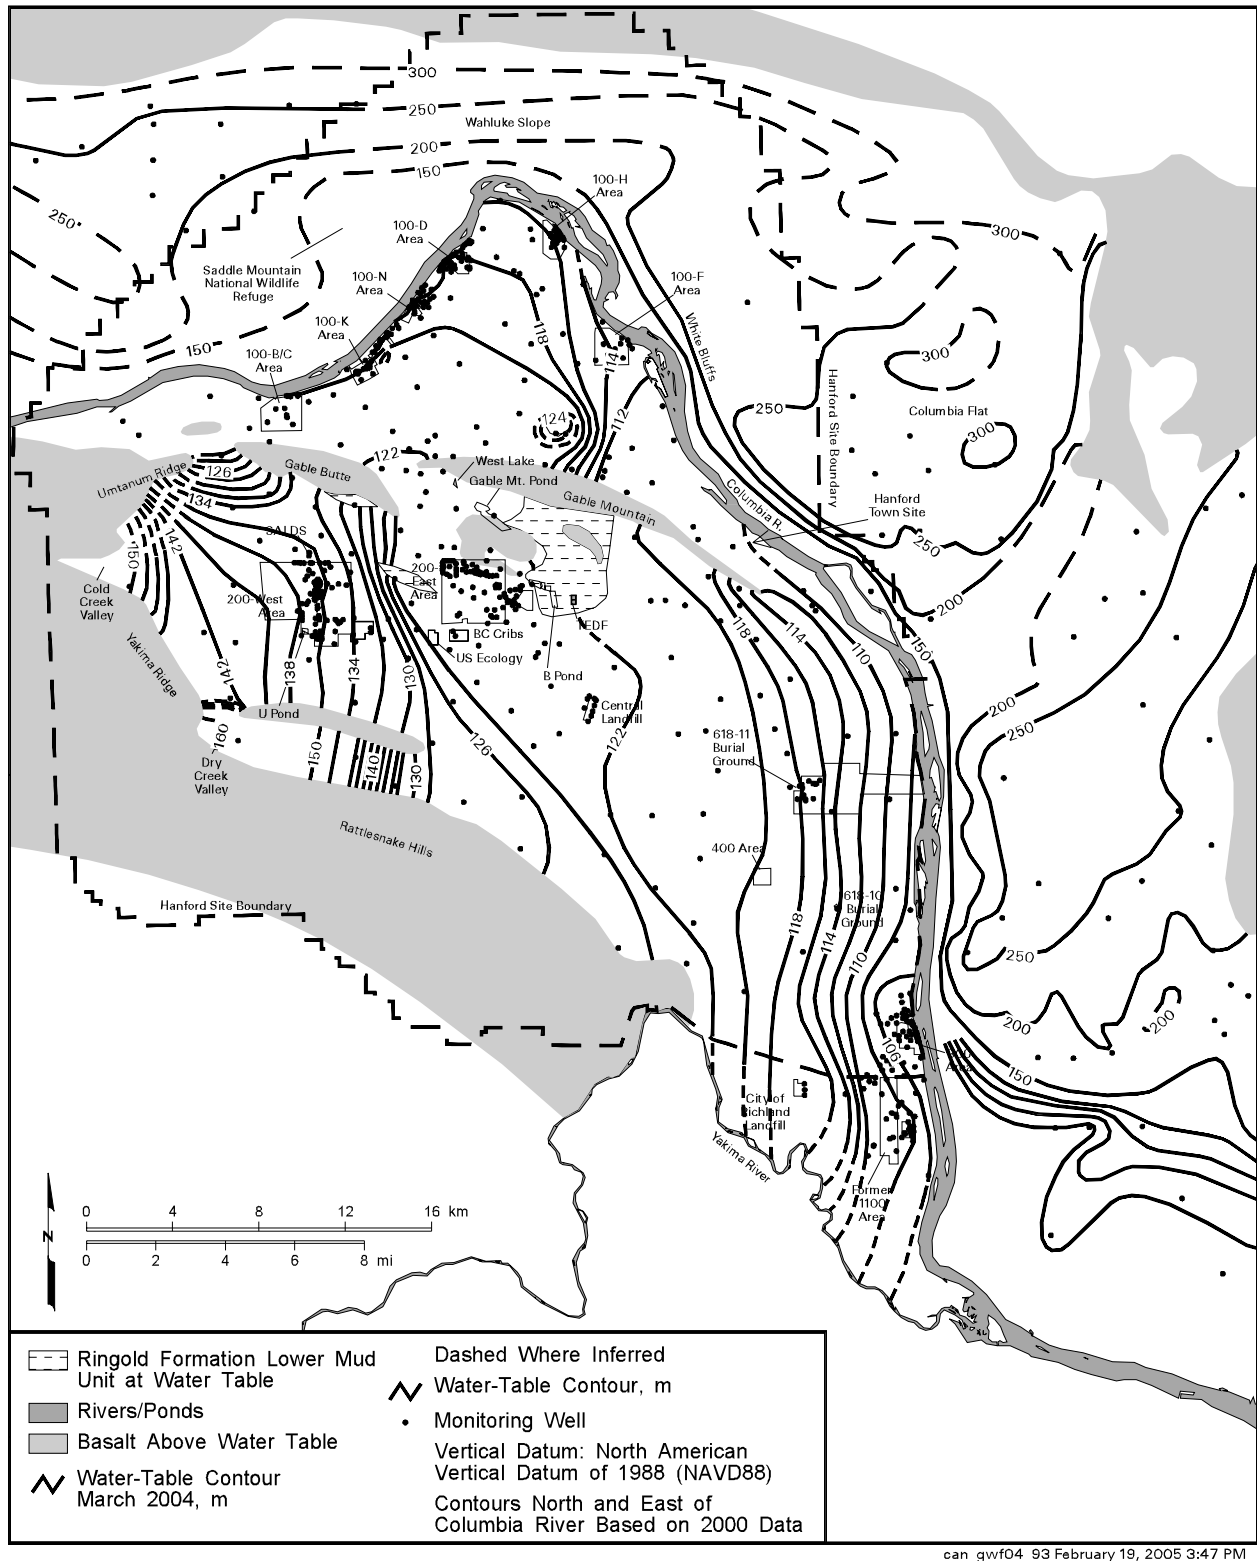 300
250
Wahluke Slope
200
150
100-H
Area
250
100-D
Area
300
Saddle Mountain
National Wildlife
Refuge
100-N
Area
100-F
Area
100-K
Area
118
White Bluffs
150
100-B/C
Area
114
300
Hanford Site Boundary
250
Columbia Flat
124
112
300
122
West Lake
Umtanum Ridge
126
Gable Butte
Gable Mt. Pond
Gable Mountain
Columbia R.
Hanford
Town Site
134
SALDS
142
150
250
Cold
Creek
Valley
200-West
Area
200-
East
Area
200
TEDF
BC Cribs
118
114
110
150
US Ecology
Yakima Ridge
B Pond
142
138
134
130
U Pond
Central
Landfill
200
160
150
126
122
618-11
Burial
Ground
250
Dry
Creek
Valley
140
130
Rattlesnake Hills
400 Area
618-10
Burial
Ground
Hanford Site Boundary
118
114
110
250
200
200
106
300
Area
150
City of
Richland
Landfill
Yakima River
Former
1100
Area
0 4 8 12 16 km
N
0 2 4 6 8 mi
Ringold Formation Lower Mud
Unit at Water Table
Rivers/Ponds
Basalt Above Water Table
Water-Table Contour
March 2004, m
Dashed Where Inferred
Water-Table Contour, m
Monitoring Well
Vertical Datum: North American
Vertical Datum of 1988 (NAVD88)
Contours North and East of
Columbia River Based on 2000 Data
can_gwf04_93 February 19, 2005 3:47 PM